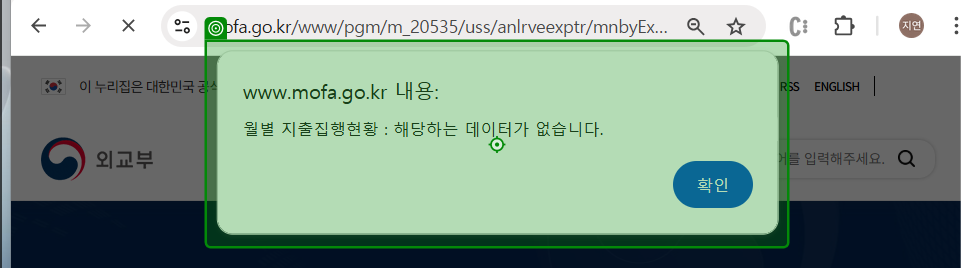 mofa.go.kr/www/pgm/m_20535/uss/anlrveexptr/mnbyEx...
지연
이 누리집은 대한민국 공식
RSS ENGLISH
www.mofa.go.kr 내용:
월별 지출집행현황 : 해당하는 데이터가 없습니다.
외교부
어를 입력해주세요.
확인